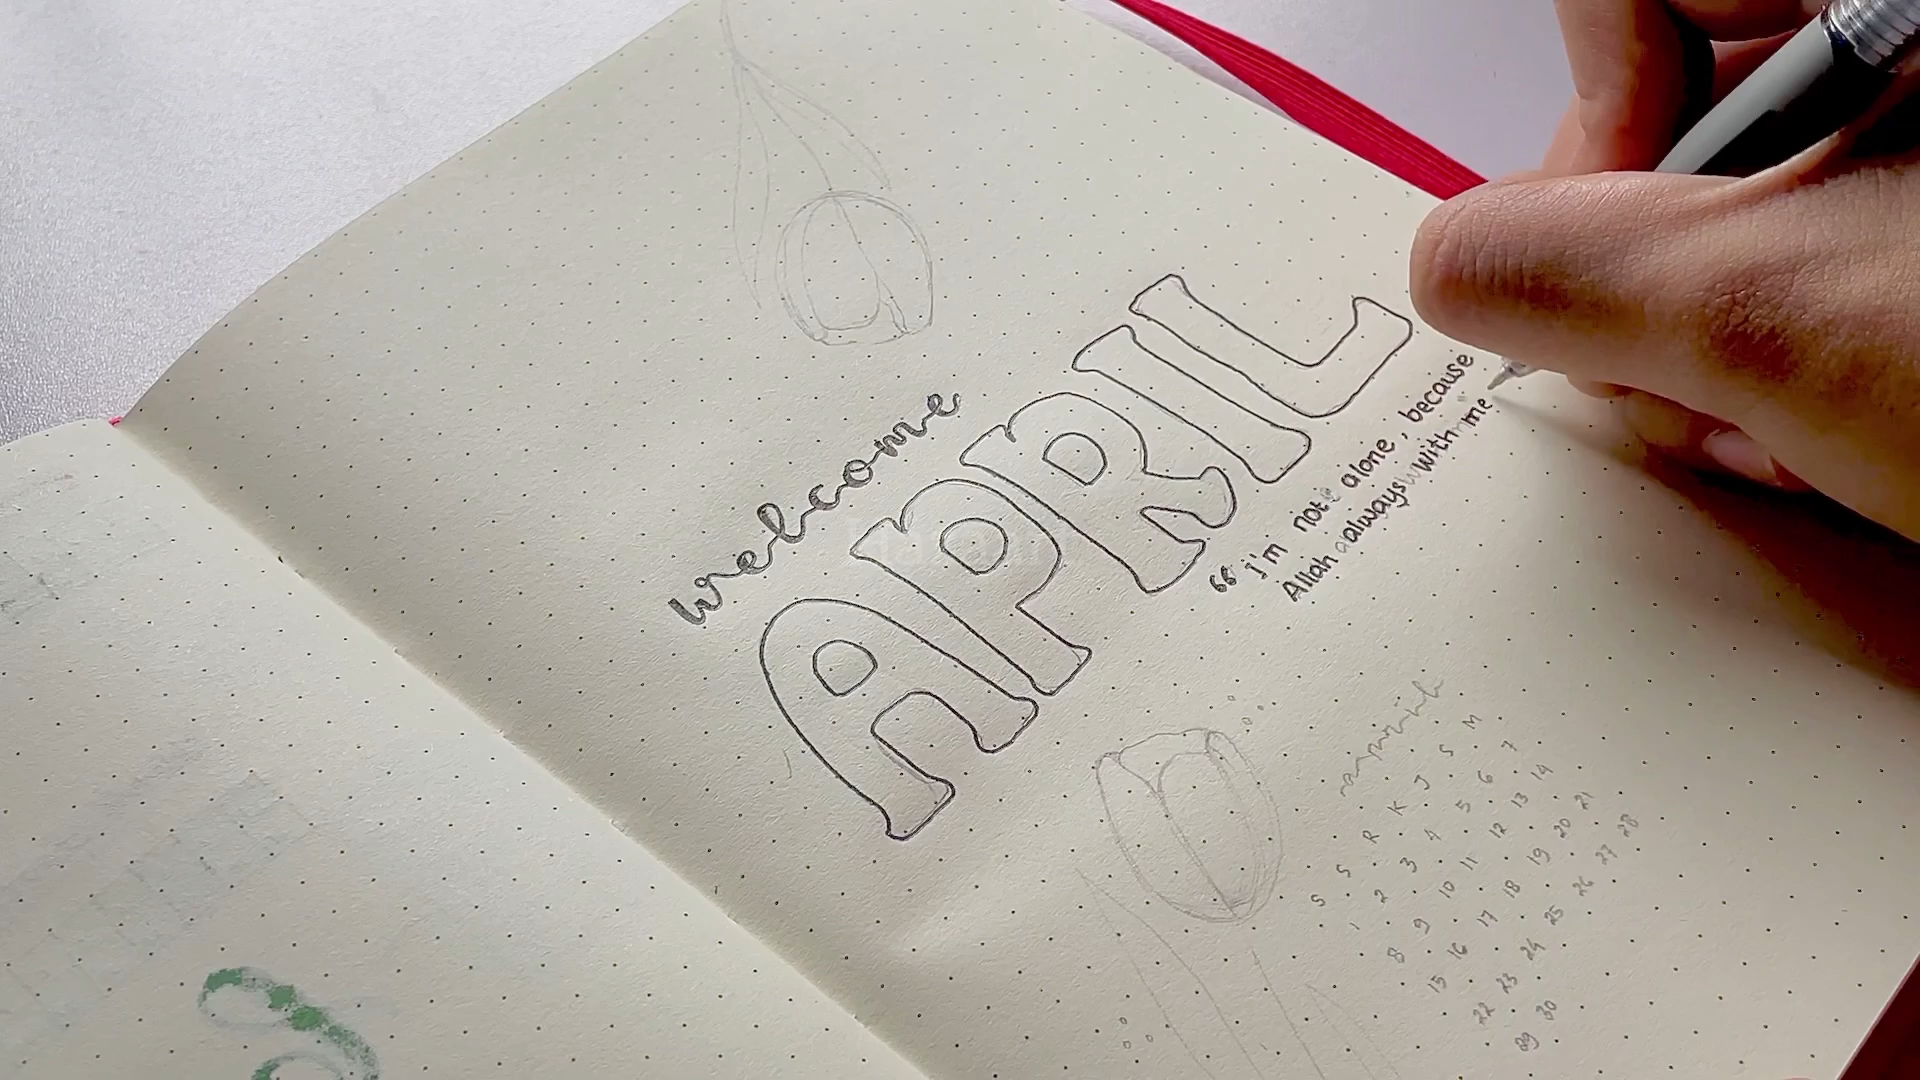 welcome
APRIL
“ i'm not alone, because
Allah always with me
S S R K J S M
1 2 3 4 5 6 7
8 9 10 11 12 13 14
15 16 17 18 19 20 21
22 23 24 25 26 27 28
29 30